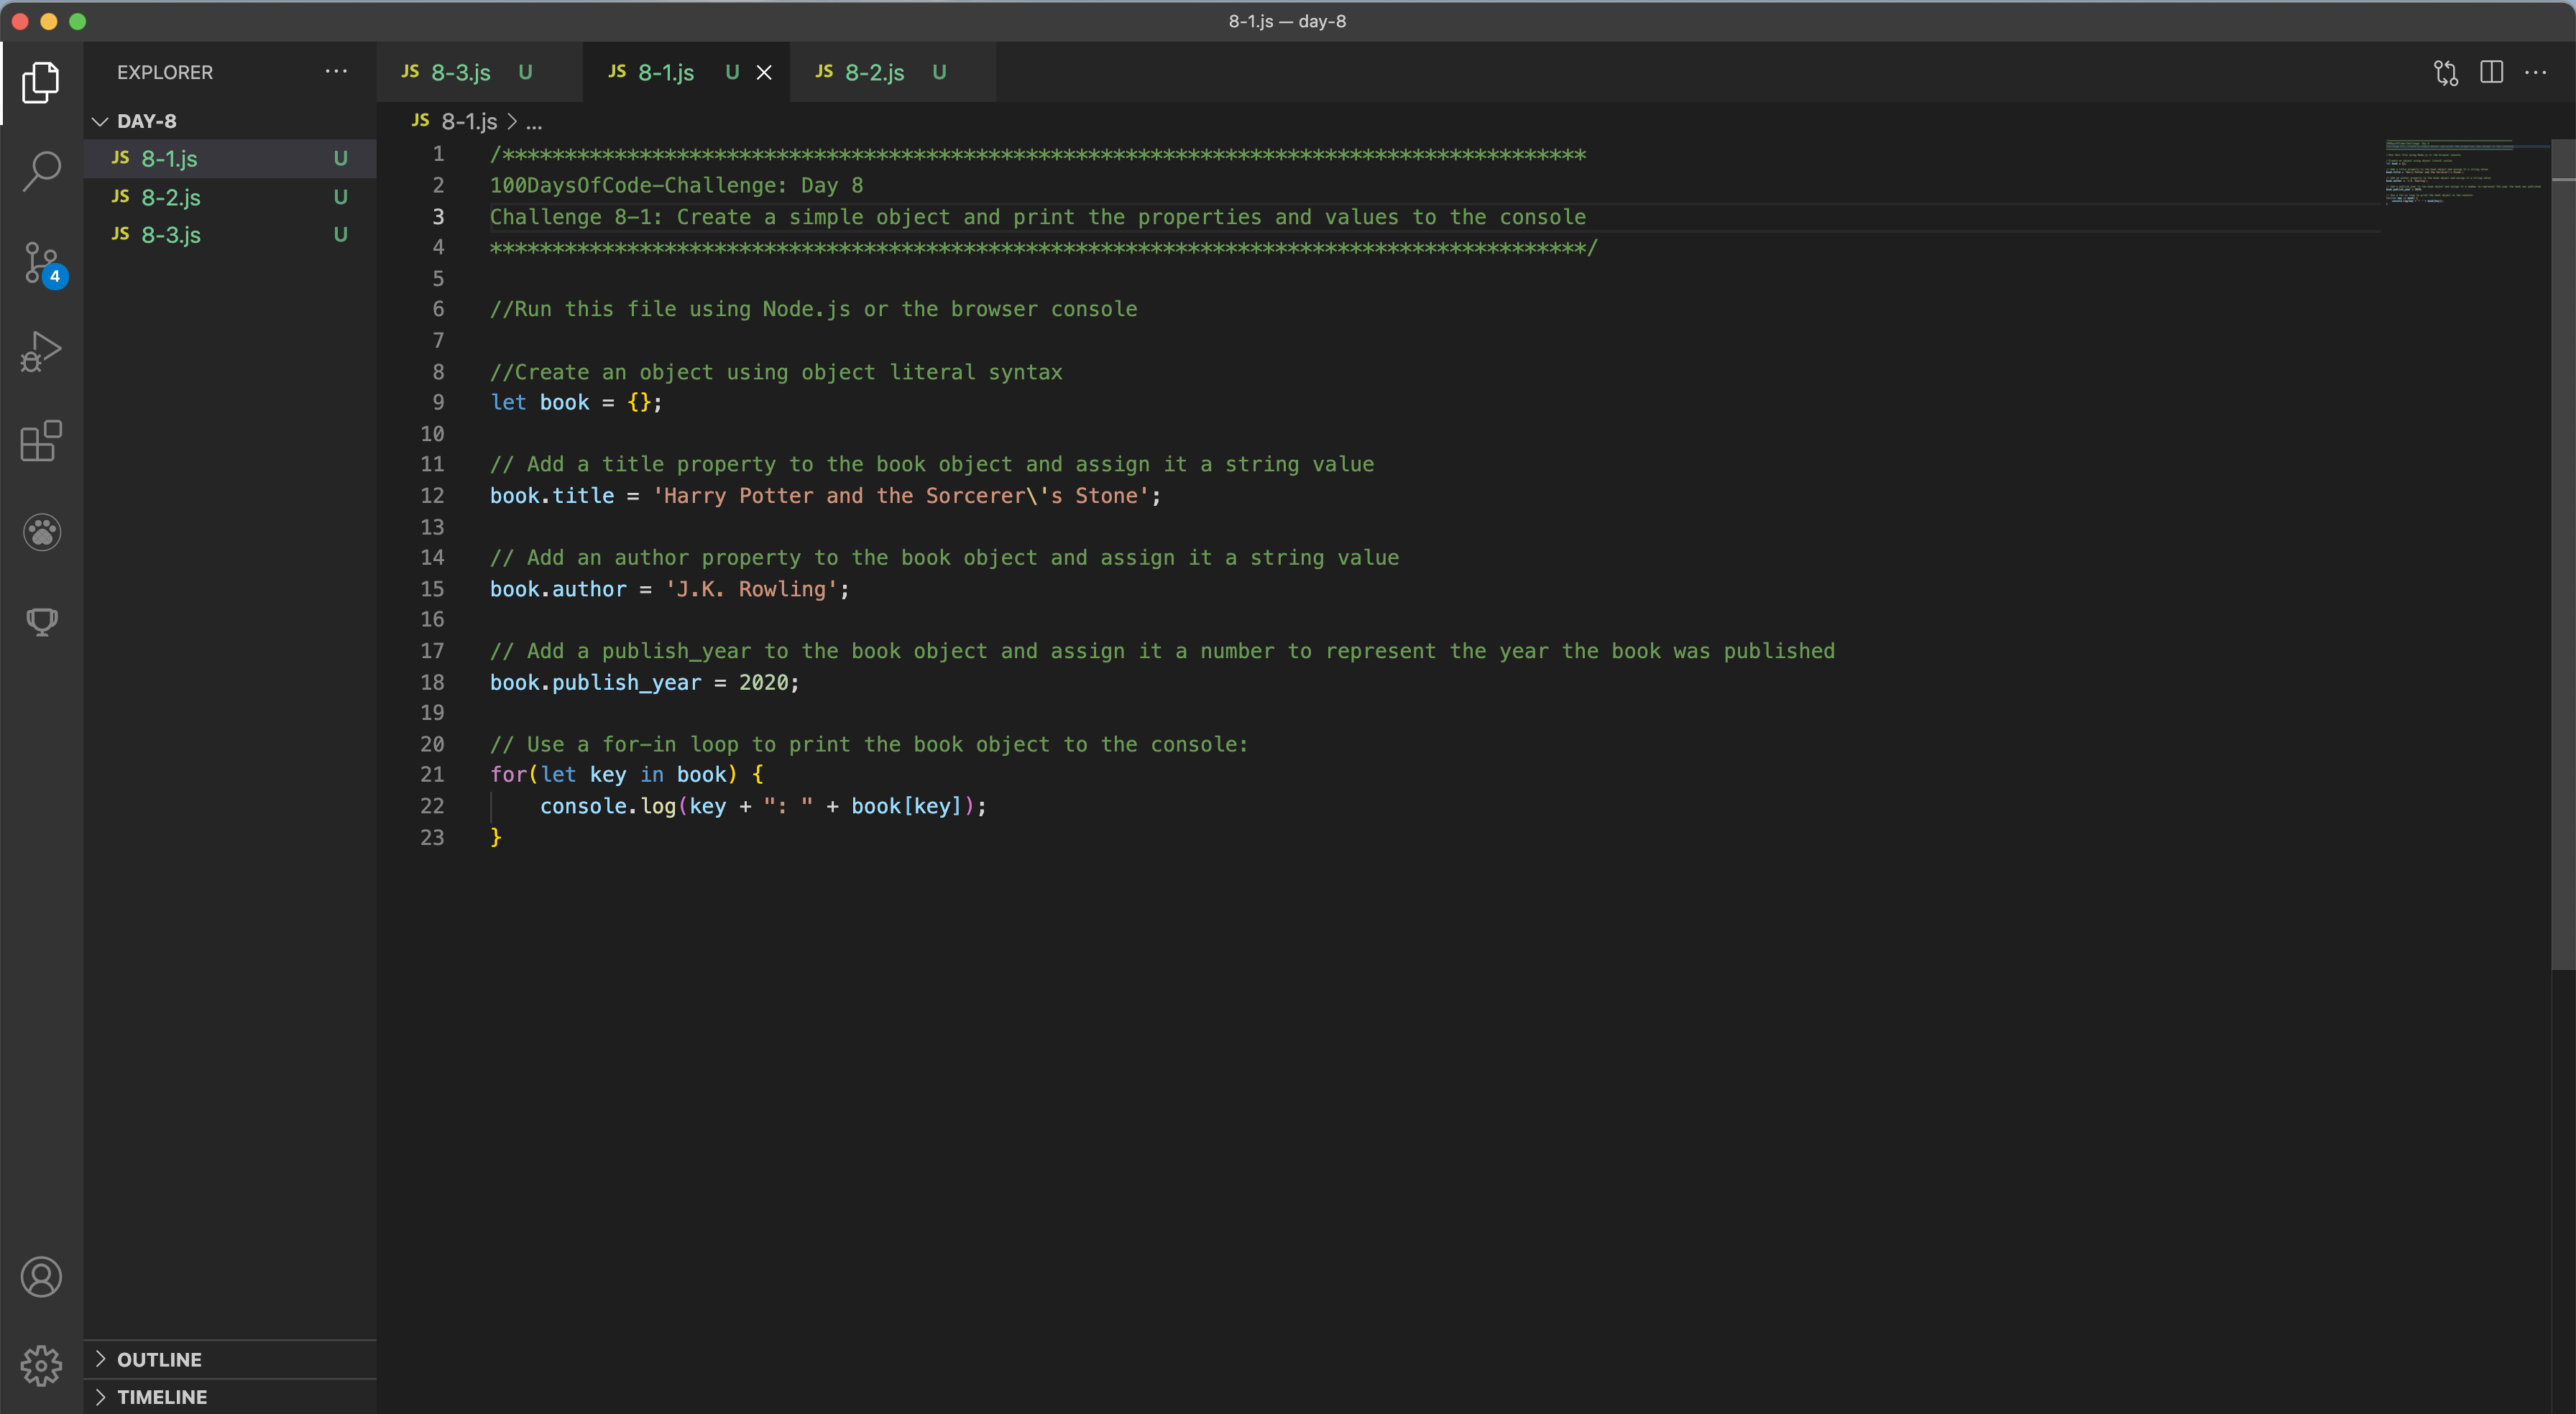 8-1.js — day-8
EXPLORER
JS 8-3.js U
JS 8-1.js U
JS 8-2.js U
DAY-8
JS 8-1.js > ...
JS 8-1.js U
JS 8-2.js U
JS 8-3.js U
4
1 /****************************************************************************************
2 100DaysOfCode-Challenge: Day 8
3 Challenge 8-1: Create a simple object and print the properties and values to the console
4 ****************************************************************************************/
5
6 //Run this file using Node.js or the browser console
7
8 //Create an object using object literal syntax
9 let book = {};
10
11 // Add a title property to the book object and assign it a string value
12 book.title = 'Harry Potter and the Sorcerer\'s Stone';
13
14 // Add an author property to the book object and assign it a string value
15 book.author = 'J.K. Rowling';
16
17 // Add a publish_year to the book object and assign it a number to represent the year the book was published
18 book.publish_year = 2020;
19
20 // Use a for-in loop to print the book object to the console:
21 for(let key in book) {
22     console.log(key + ": " + book[key]);
23 }
OUTLINE
TIMELINE